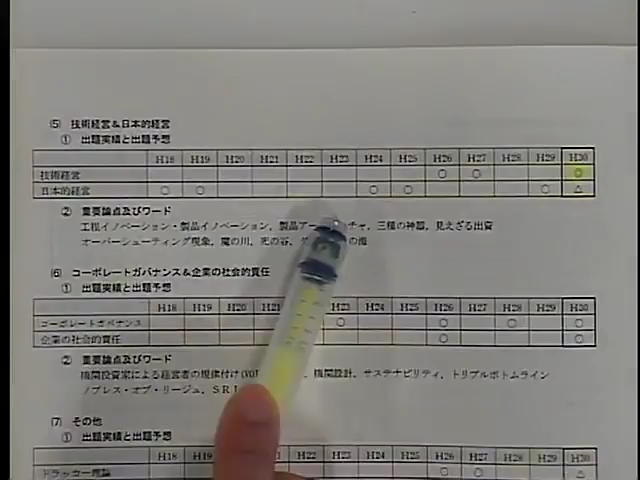 (5) 技術経営&日本的経営
① 出題実績と出題予想
H18 H19 H20 H21 H22 H23 H24 H25 H26 H27 H28 H29 H30
技術経営 ○ ○ ◎
日本的経営 ○ ○ ○ ○ ○ △
② 重要論点及びワード
工程イノベーション・製品イノベーション、製品アー チャ、三種の神器、見えざる出資
オーバーシューティング現象、魔の川、死の谷、 の海
(6) コーポレートガバナンス&企業の社会的責任
① 出題実績と出題予想
H18 H19 H20 H23 H24 H25 H26 H27 H28 H29 H30
コーポレートガバナンス ○ ○ ○ ○
企業の社会的責任 ○ ○
② 重要論点及びワード
機関投資家による経営者の規律付け 、機関設計、サステナビリティ、トリプルボトムライン
ノブレス・オブ・リージュ、SRI
(7) その他
① 出題実績と出題予想
H18 H19 H20 H22 H23 H24 H25 H26 H27 H28 H29 H30
ドラッカー理論 ○ ○ △